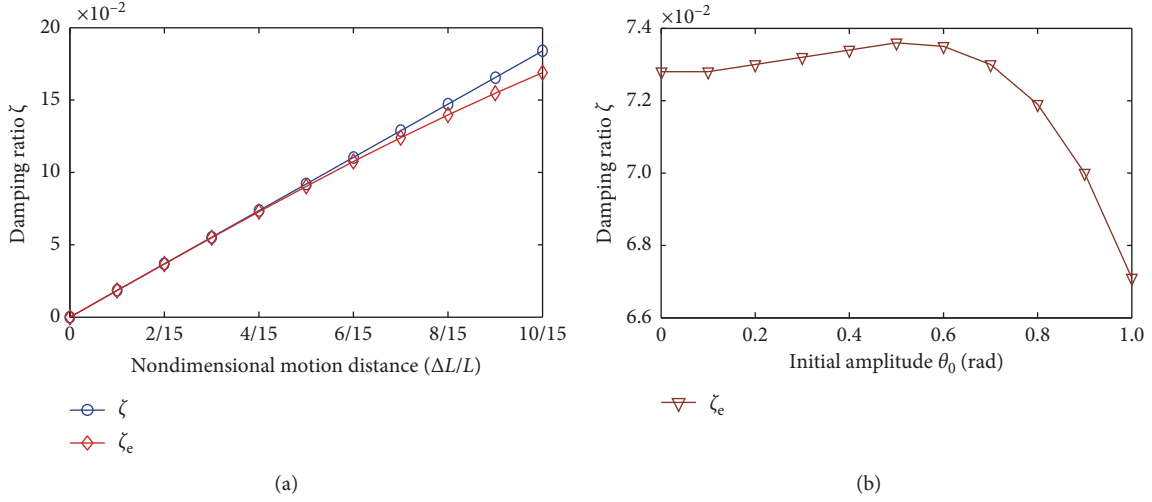 ×10⁻²
20
15
10
5
0
0
2/15
4/15
6/15
8/15
10/15
Damping ratio ζ
Nondimensional motion distance (ΔL/L)
ζ
ζₑ
(a)
×10⁻²
7.4
7.2
7.0
6.8
6.6
0
0.2
0.4
0.6
0.8
1.0
Damping ratio ζ
Initial amplitude θ₀ (rad)
ζₑ
(b)